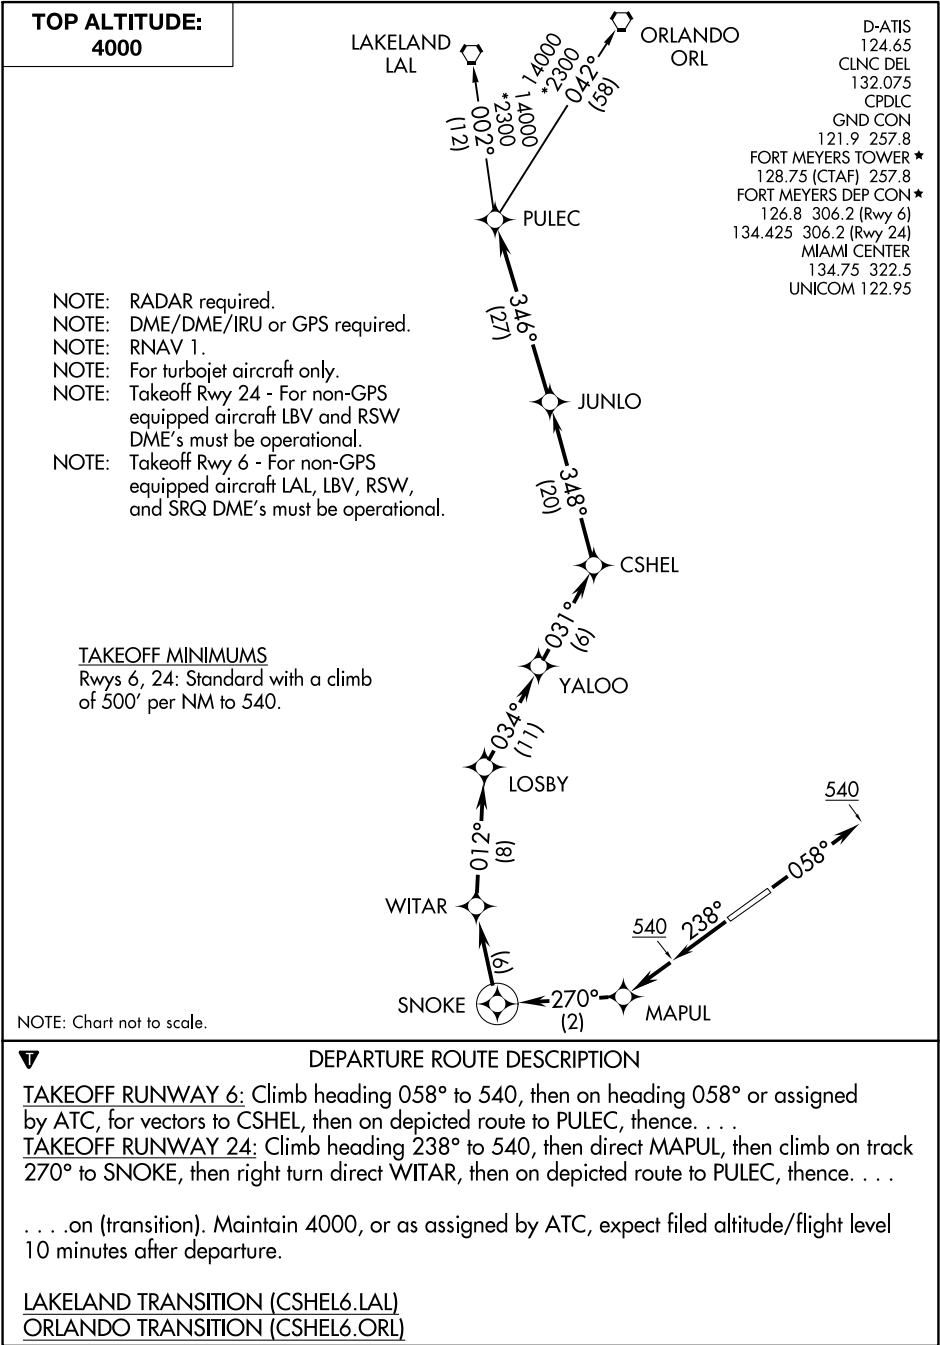 TOP ALTITUDE:
4000
LAKELAND
LAL
ORLANDO
ORL
D-ATIS
124.65
CLNC DEL
132.075
CPDLC
GND CON
121.9 257.8
FORT MEYERS TOWER ★
128.75 (CTAF) 257.8
FORT MEYERS DEP CON ★
126.8 306.2 (Rwy 6)
134.425 306.2 (Rwy 24)
MIAMI CENTER
134.75 322.5
UNICOM 122.95
14000
*2300
002°
(12)
14000
*2300
042°
(58)
PULEC
346°
(27)
NOTE: RADAR required.
NOTE: DME/DME/IRU or GPS required.
NOTE: RNAV 1.
NOTE: For turbojet aircraft only.
NOTE: Takeoff Rwy 24 - For non-GPS
equipped aircraft LBV and RSW
DME's must be operational.
NOTE: Takeoff Rwy 6 - For non-GPS
equipped aircraft LAL, LBV, RSW,
and SRQ DME's must be operational.
JUNLO
348°
(20)
CSHEL
031°
(6)
YALOO
TAKEOFF MINIMUMS
Rwys 6, 24: Standard with a climb
of 500' per NM to 540.
034°
(11)
LOSBY
012°
(8)
WITAR
(6)
SNOKE
270°
(2)
MAPUL
540
238°
058°
540
NOTE: Chart not to scale.
T
DEPARTURE ROUTE DESCRIPTION
TAKEOFF RUNWAY 6: Climb heading 058° to 540, then on heading 058° or assigned
by ATC, for vectors to CSHEL, then on depicted route to PULEC, thence. . . .
TAKEOFF RUNWAY 24: Climb heading 238° to 540, then direct MAPUL, then climb on track
270° to SNOKE, then right turn direct WITAR, then on depicted route to PULEC, thence. . . .
. . . .on (transition). Maintain 4000, or as assigned by ATC, expect filed altitude/flight level
10 minutes after departure.
LAKELAND TRANSITION (CSHEL6.LAL)
ORLANDO TRANSITION (CSHEL6.ORL)